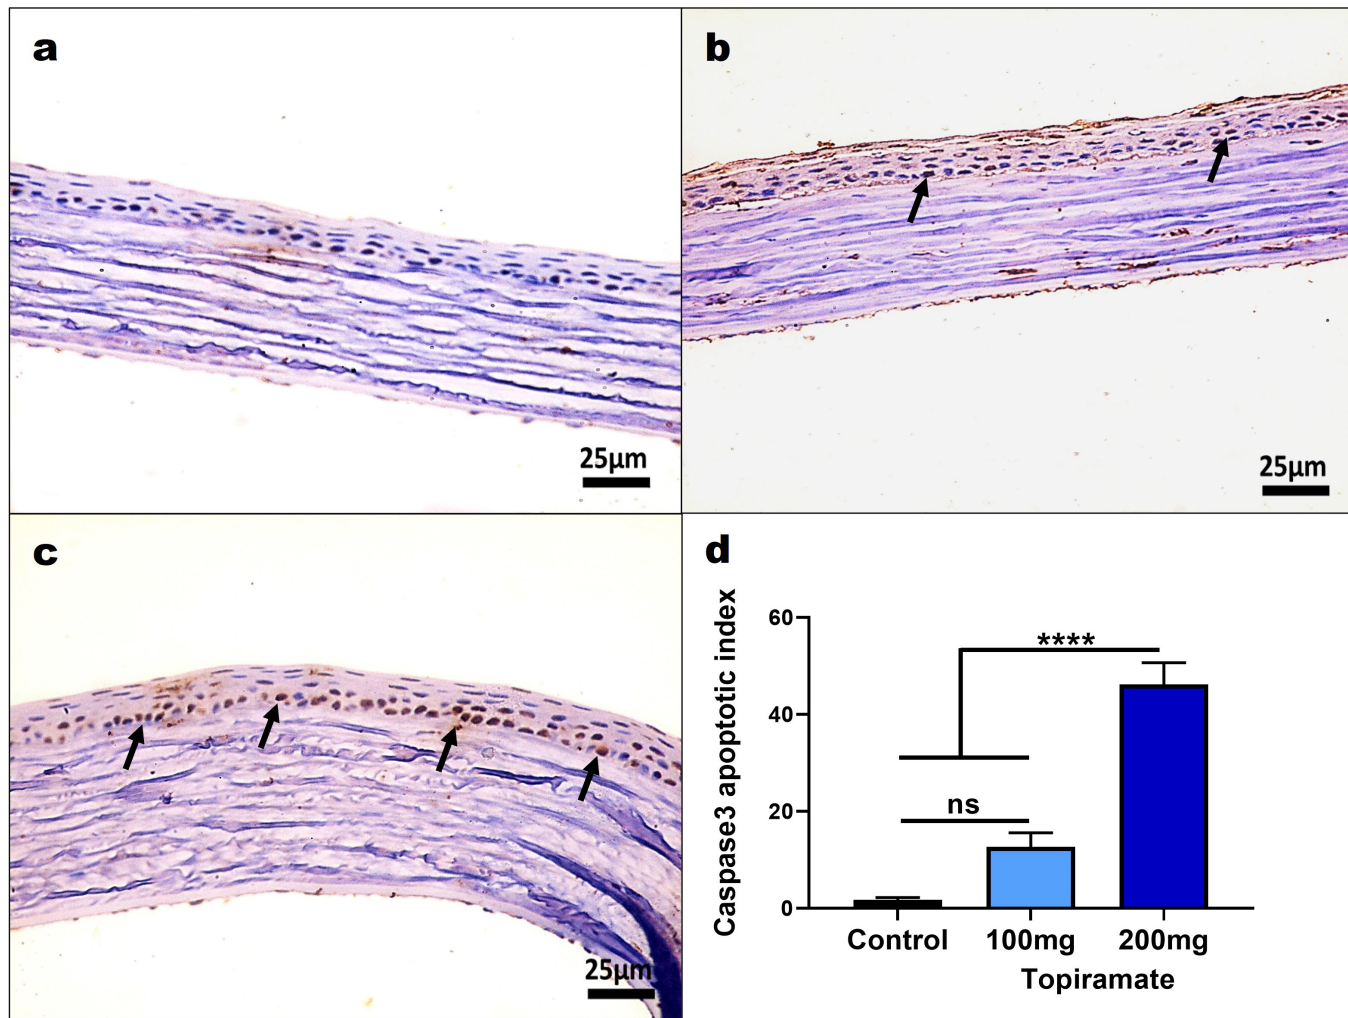 a
b
25µm
25µm
c
25µm
d
Caspase3 apoptotic index
60
40
20
0
****
ns
Control 100mg 200mg
Topiramate